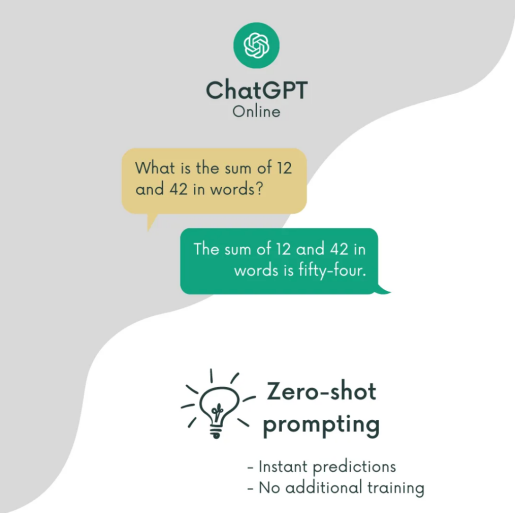 ChatGPT
Online
What is the sum of 12
and 42 in words?
The sum of 12 and 42 in
words is fifty-four.
Zero-shot
prompting
- Instant predictions
- No additional training